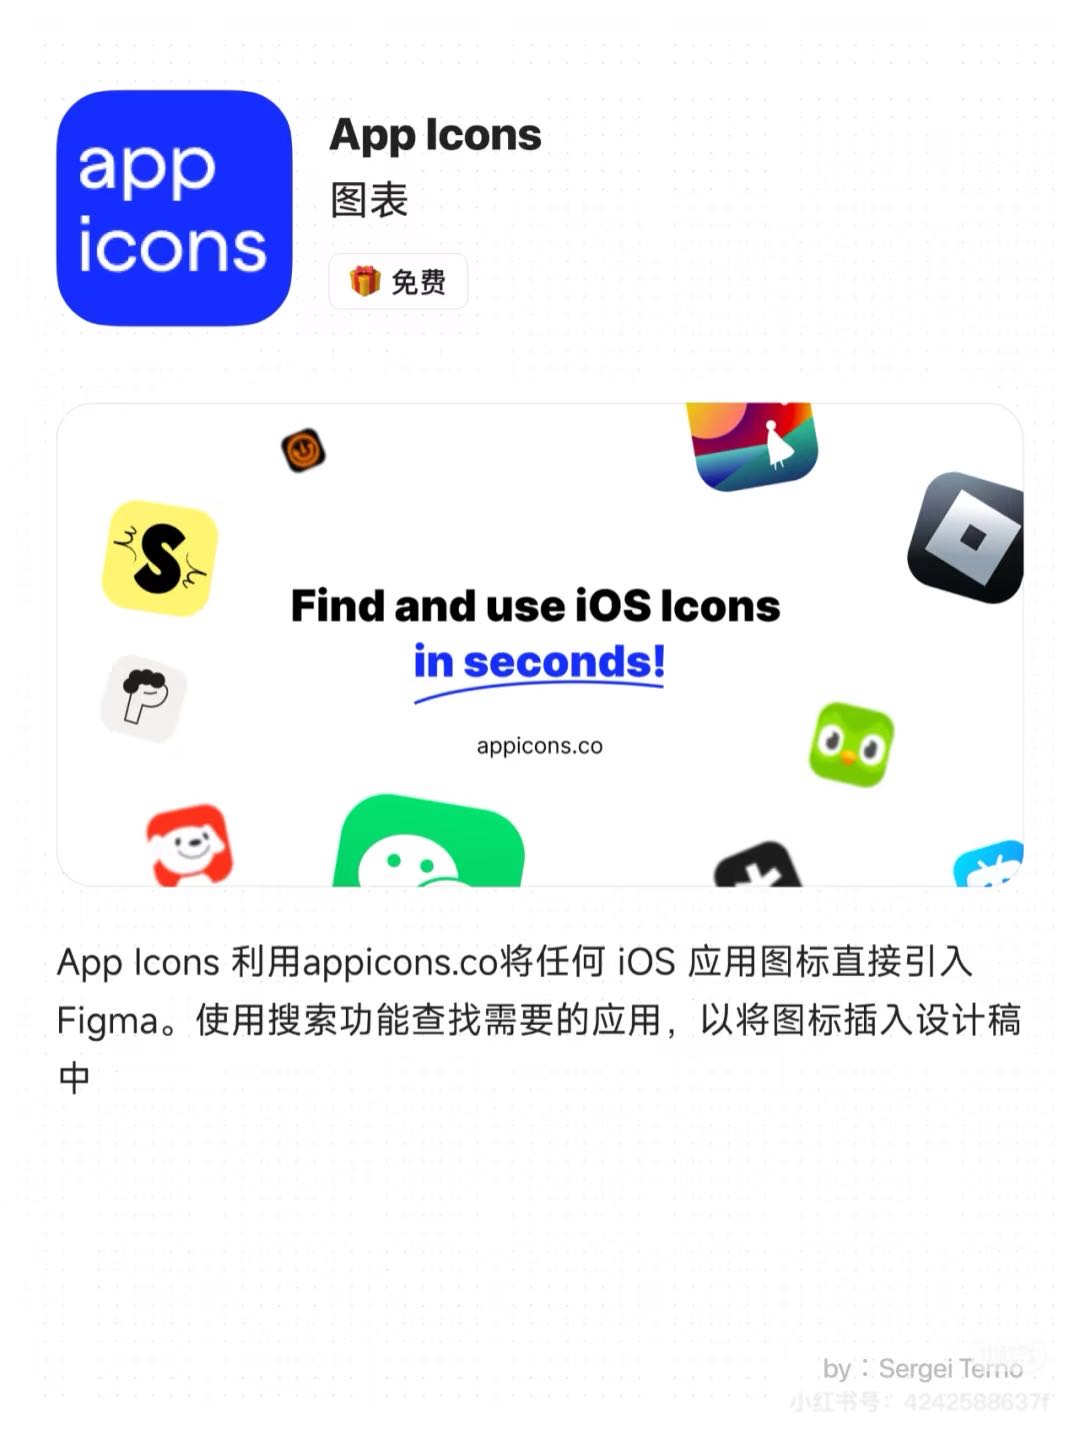 app
icons
App Icons
图表
免费
Find and use iOS Icons
in seconds!
appicons.co
App Icons 利用appicons.co将任何 iOS 应用图标直接引入
Figma。使用搜索功能查找需要的应用，以将图标插入设计稿
中
by：Sergei Terno
小红书号：4242588637f